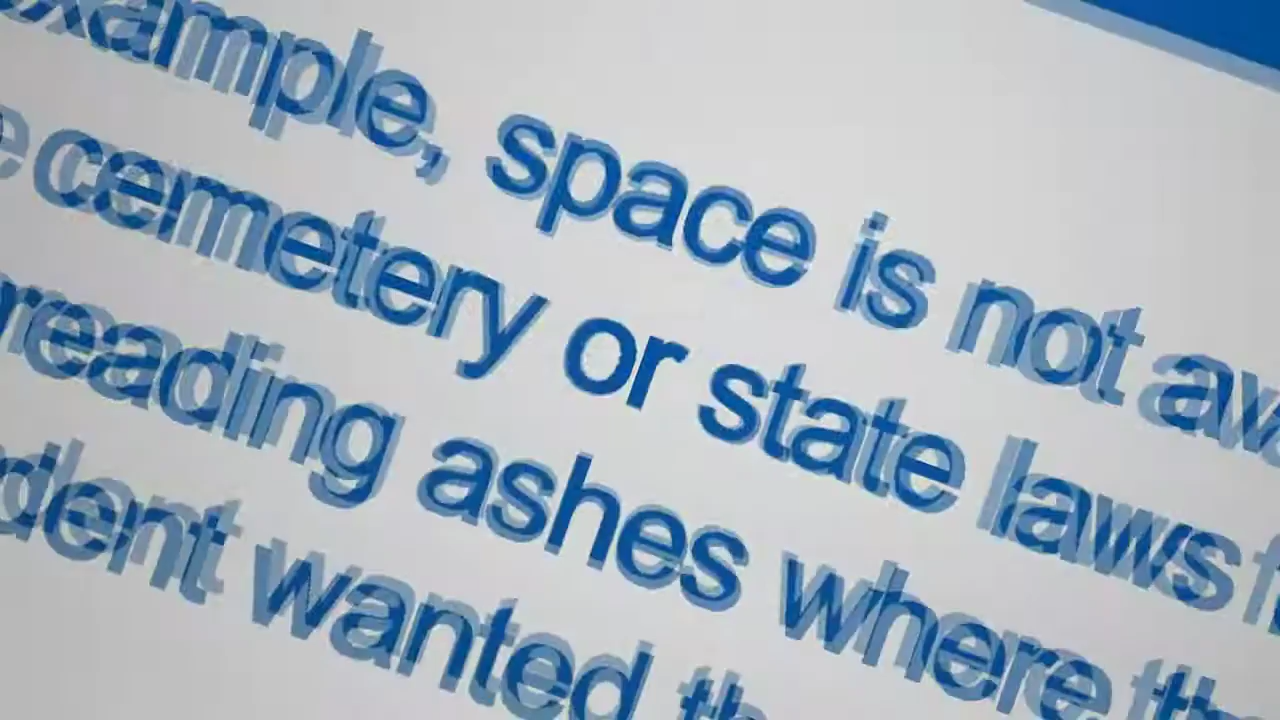 example, space is not
cemetery or state laws
reading ashes where
dent wanted